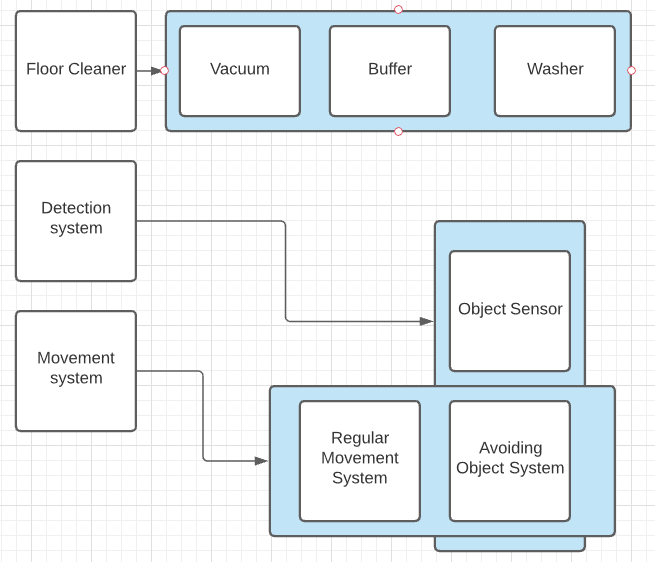 Floor Cleaner
Vacuum
Buffer
Washer
Detection
system
Object Sensor
Movement
system
Regular
Movement
System
Avoiding
Object System